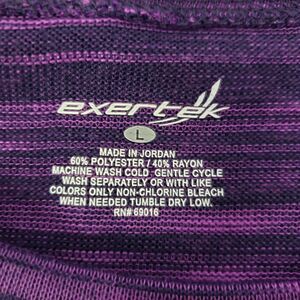 exertek
L
MADE IN JORDAN
60% POLYESTER / 40% RAYON
MACHINE WASH COLD GENTLE CYCLE
WASH SEPARATELY OR WITH LIKE
COLORS ONLY NON-CHLORINE BLEACH
WHEN NEEDED TUMBLE DRY LOW.
RN# 69016